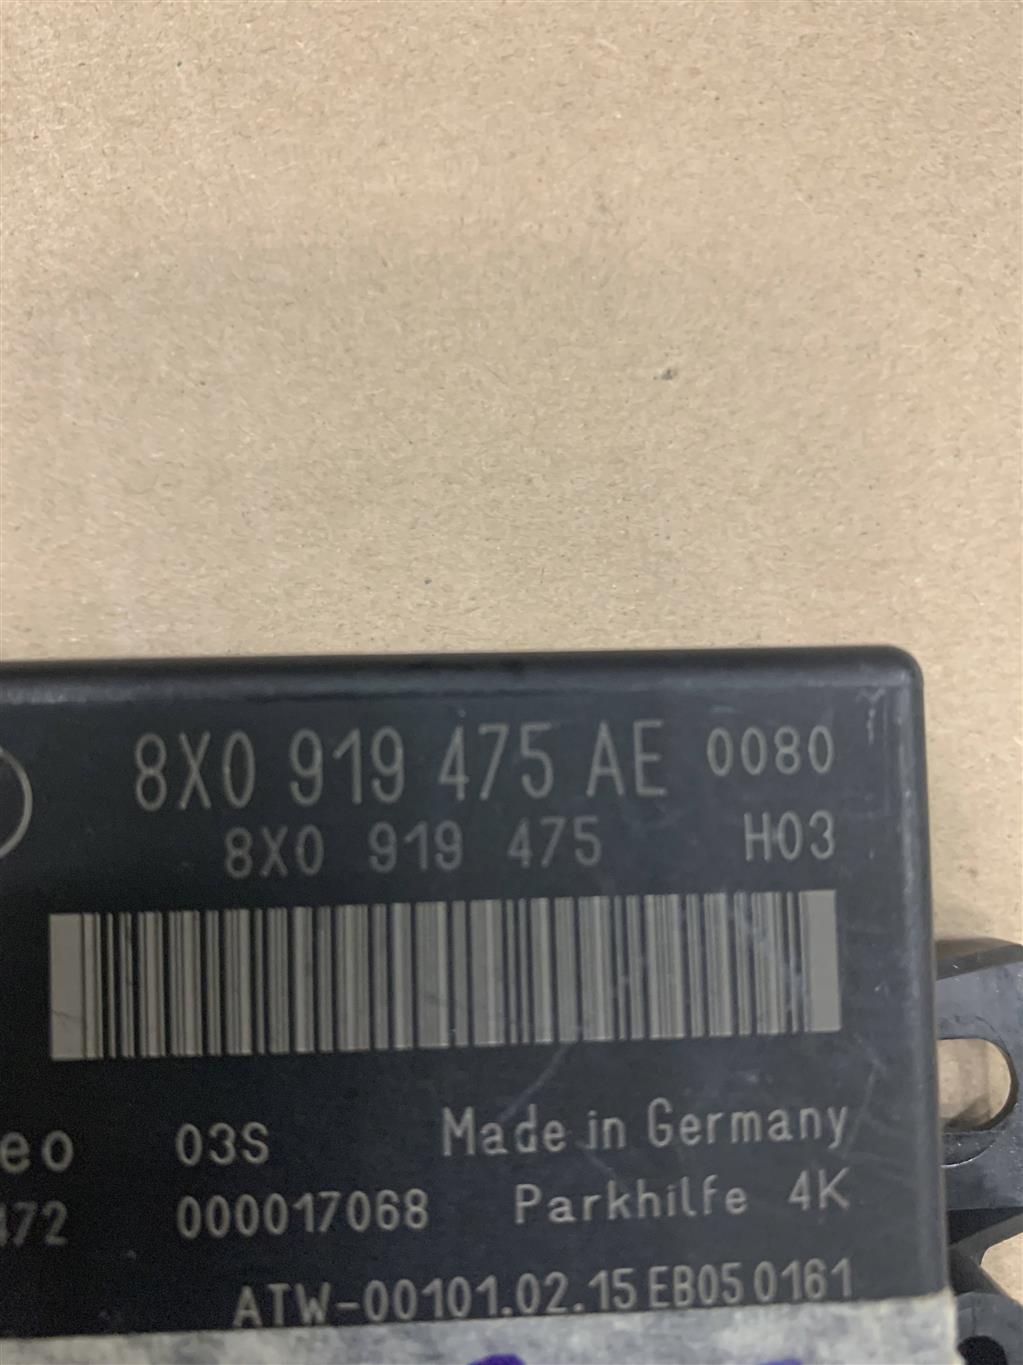 8X0 919 475 AE 0080
8X0 919 475 H03
eo 03S Made in Germany
472 000017068 Parkhilfe 4K
ATW-00101.02.15 EB05 0161